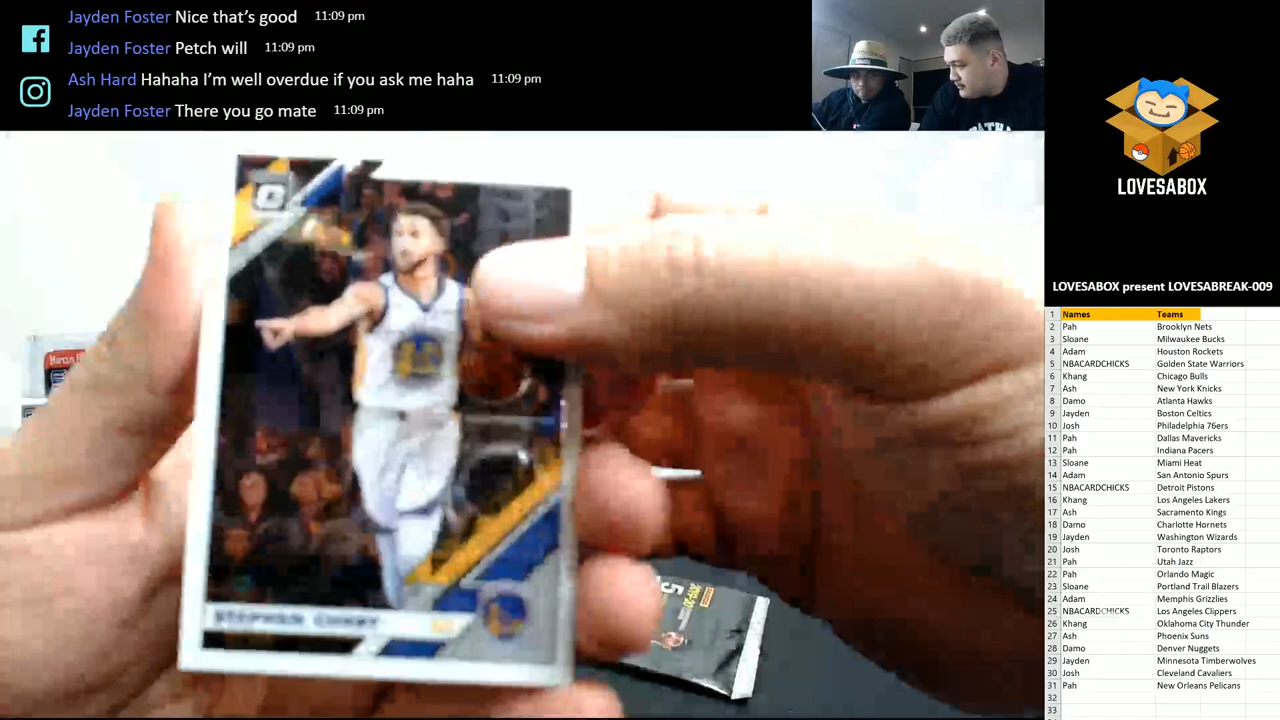 Jayden Foster Nice that's good 11:09 pm
Jayden Foster Petch will 11:09 pm
Ash Hard Hahaha I'm well overdue if you ask me haha 11:09 pm
Jayden Foster There you go mate 11:09 pm
LOVESABOX
LOVESABOX present LOVESABREAK-009
1 Names Teams
2 Pah Brooklyn Nets
3 Sloane Milwaukee Bucks
4 Adam Houston Rockets
5 NBACARDCHICKS Golden State Warriors
6 Khang Chicago Bulls
7 Ash New York Knicks
8 Damo Atlanta Hawks
9 Jayden Boston Celtics
10 Josh Philadelphia 76ers
11 Pah Dallas Mavericks
12 Pah Indiana Pacers
13 Sloane Miami Heat
14 Adam San Antonio Spurs
15 NBACARDCHICKS Detroit Pistons
16 Khang Los Angeles Lakers
17 Ash Sacramento Kings
18 Damo Charlotte Hornets
19 Jayden Washington Wizards
20 Josh Toronto Raptors
21 Pah Utah Jazz
22 Pah Orlando Magic
23 Sloane Portland Trail Blazers
24 Adam Memphis Grizzlies
25 NBACARDCHICKS Los Angeles Clippers
26 Khang Oklahoma City Thunder
27 Ash Phoenix Suns
28 Damo Denver Nuggets
29 Jayden Minnesota Timberwolves
30 Josh Cleveland Cavaliers
31 Pah New Orleans Pelicans
32
33
STEPHEN CURRY